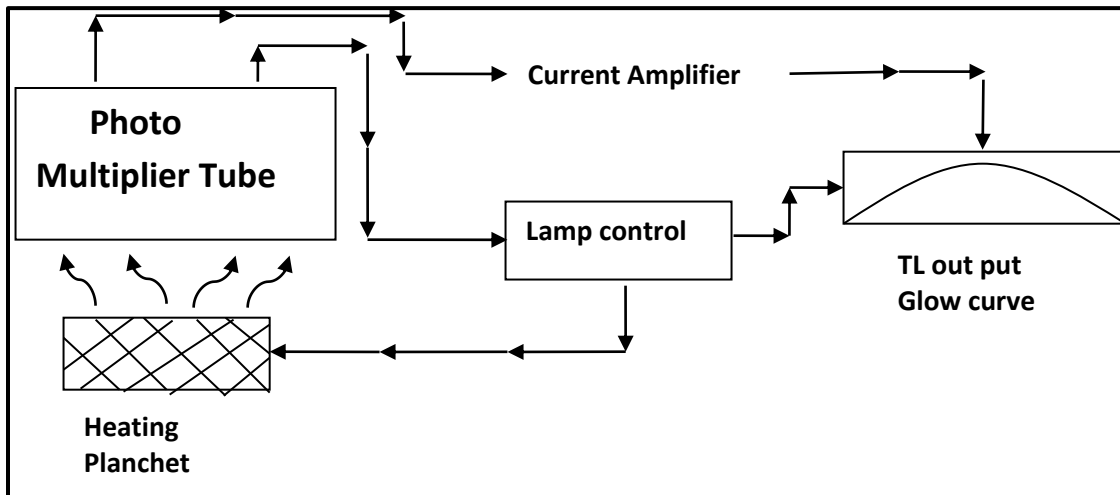 Photo
Multiplier Tube
Current Amplifier
Lamp control
TL out put
Glow curve
Heating
Planchet